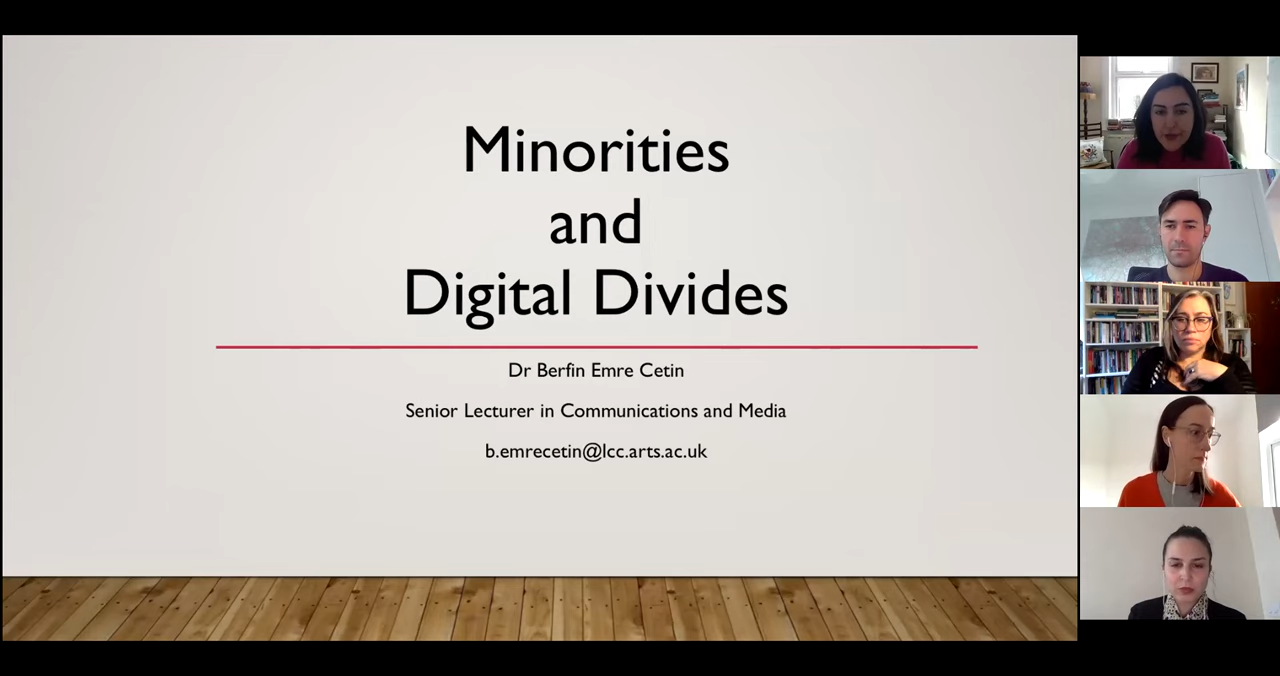 Minorities
and
Digital Divides
Dr Berfin Emre Cetin
Senior Lecturer in Communications and Media
b.emrecetin@lcc.arts.ac.uk